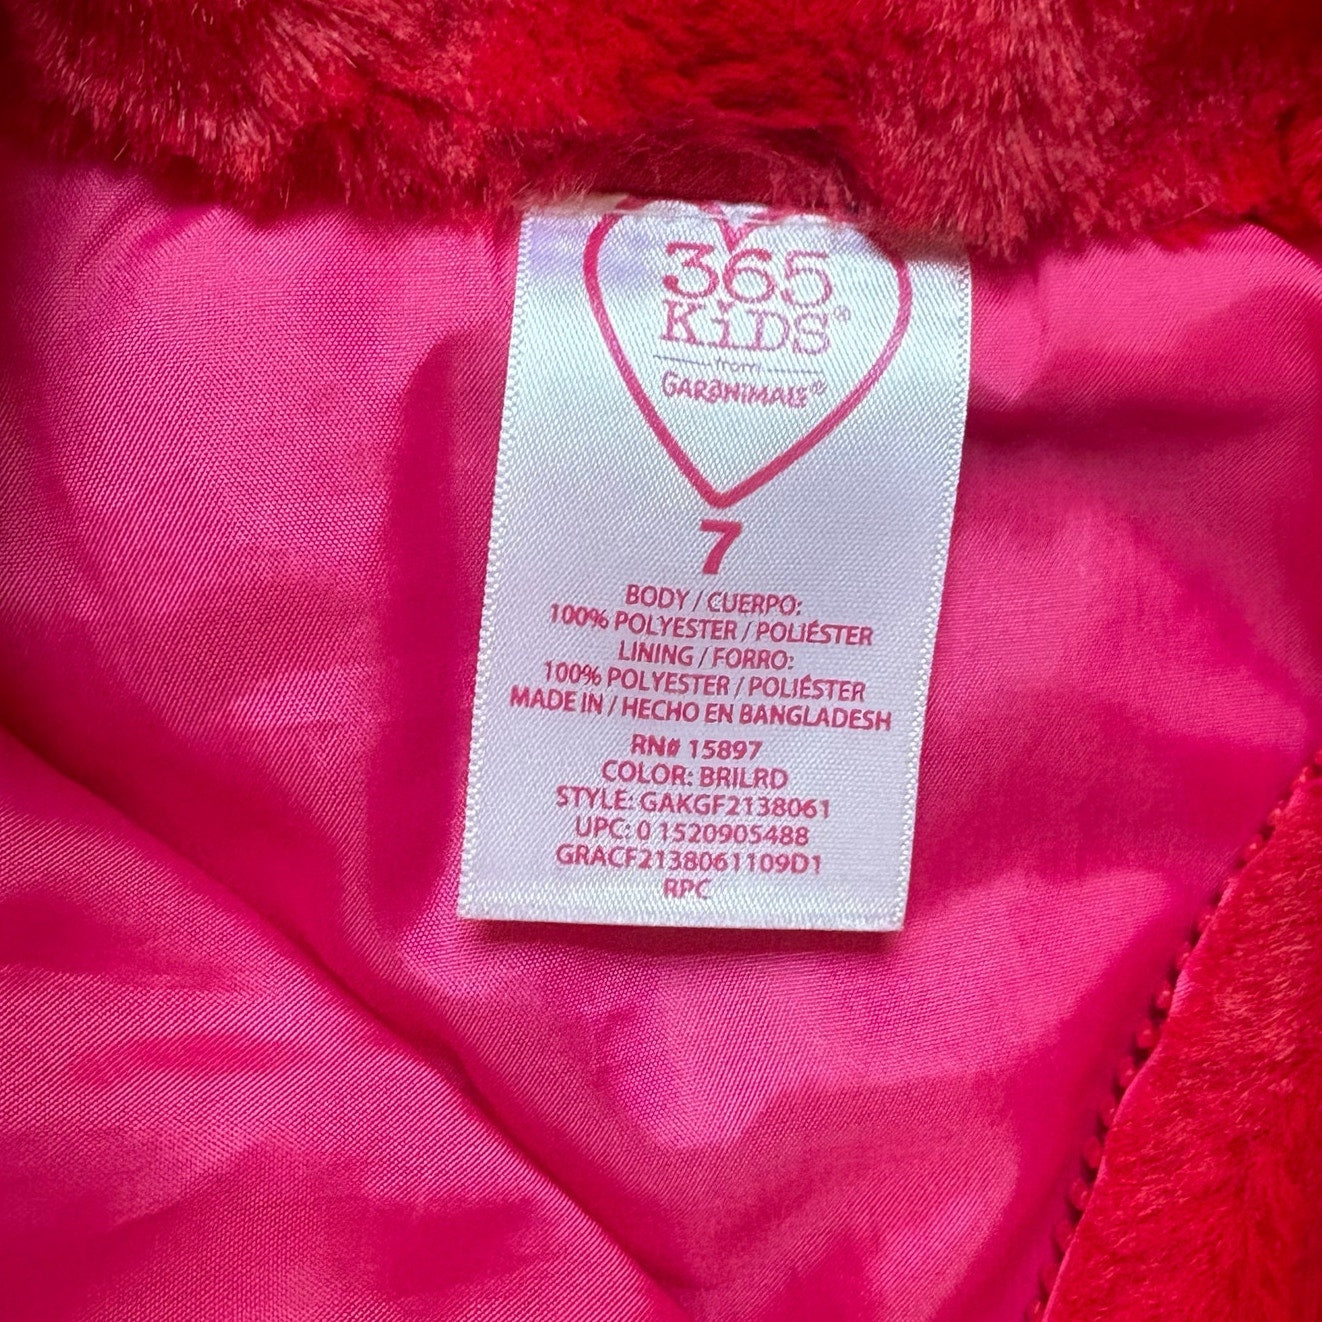 365
KiDS®
from
GARaNiMALS®
7
BODY / CUERPO:
100% POLYESTER / POLIÉSTER
LINING / FORRO:
100% POLYESTER / POLIÉSTER
MADE IN / HECHO EN BANGLADESH
RN# 15897
COLOR: BRILRD
STYLE: GAKGF2138061
UPC: 0 1520905488
GRACF2138061109D1
RPC